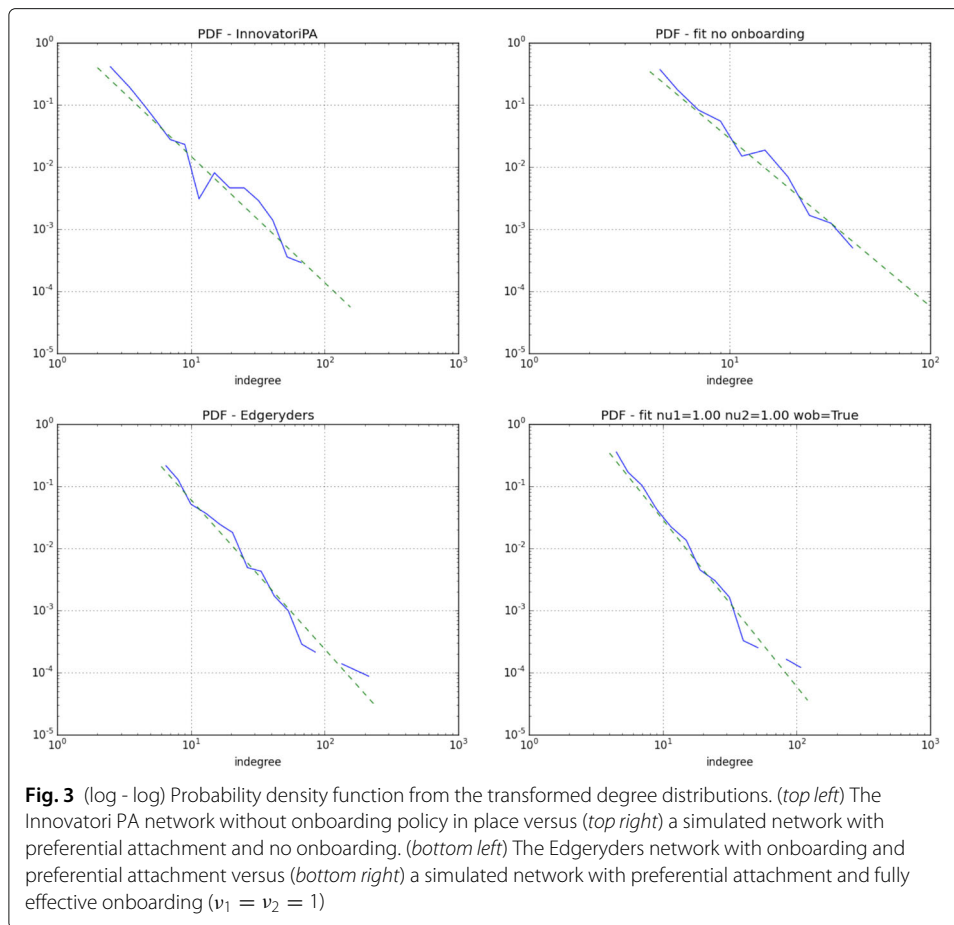 PDF - InnovatoriPA
10^0
10^-1
10^-2
10^-3
10^-4
10^-5
10^0 10^1 10^2 10^3
indegree
PDF - fit no onboarding
10^0
10^-1
10^-2
10^-3
10^-4
10^-5
10^0 10^1 10^2
indegree
PDF - Edgeryders
10^0
10^-1
10^-2
10^-3
10^-4
10^-5
10^0 10^1 10^2 10^3
indegree
PDF - fit nu1=1.00 nu2=1.00 wob=True
10^0
10^-1
10^-2
10^-3
10^-4
10^-5
10^0 10^1 10^2 10^3
indegree
Fig. 3 (log - log) Probability density function from the transformed degree distributions. (top left) The
Innovatori PA network without onboarding policy in place versus (top right) a simulated network with
preferential attachment and no onboarding. (bottom left) The Edgeryders network with onboarding and
preferential attachment versus (bottom right) a simulated network with preferential attachment and fully
effective onboarding (ν₁ = ν₂ = 1)